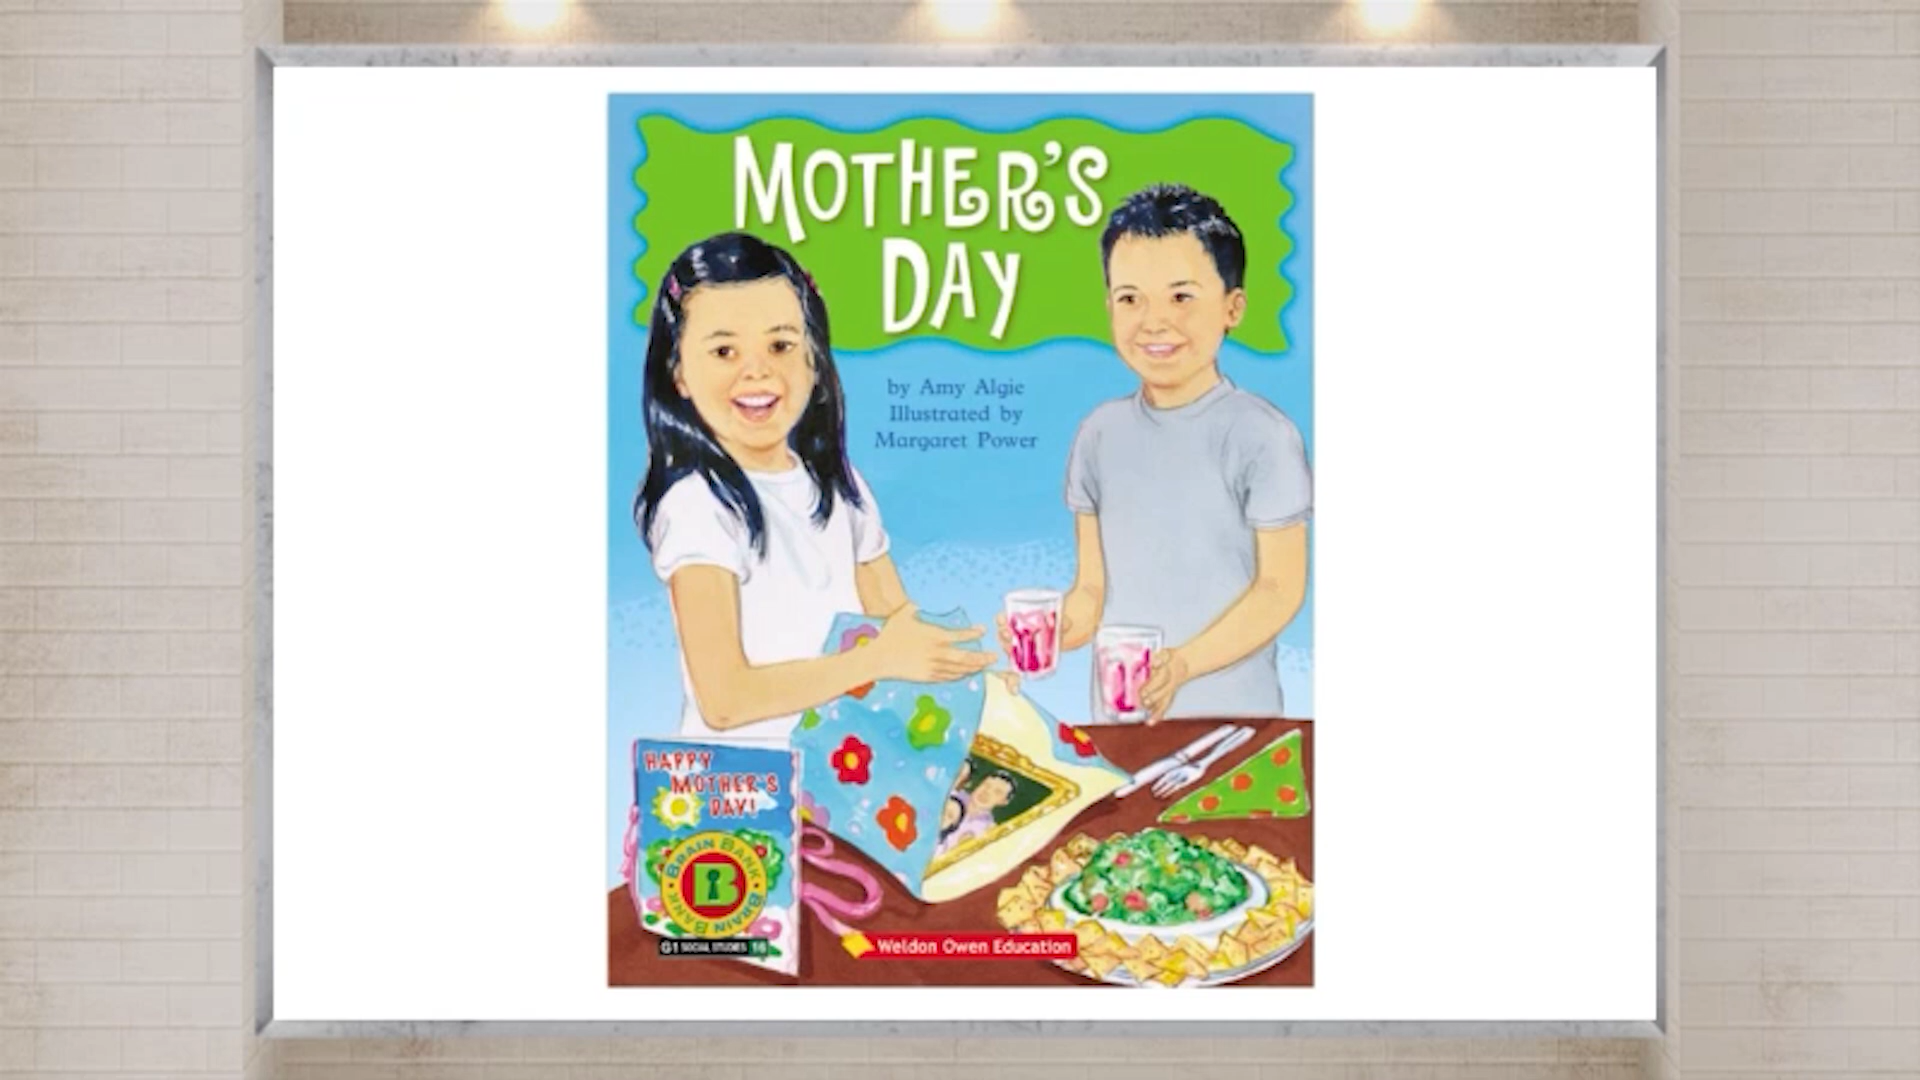 MOTHER'S
DAY
by Amy Algie
Illustrated by
Margaret Power
HAPPY
MOTHER'S
DAY!
BRAIN BANK
B
BRAIN BANK
G1 SOCIAL STUDIES 16
Weldon Owen Education